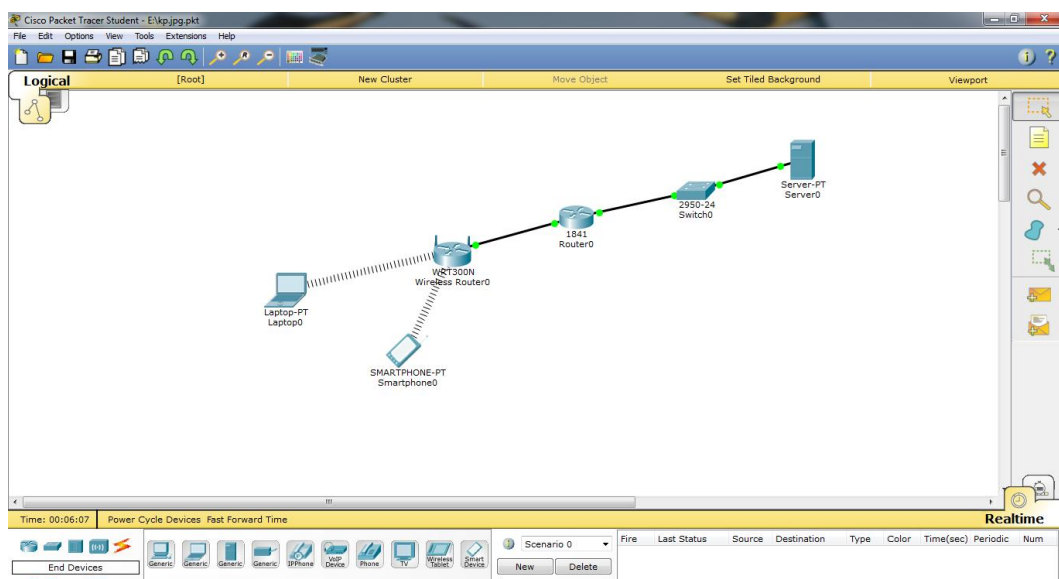 Cisco Packet Tracer Student - E:\kp.jpg.pkt
File Edit Options View Tools Extensions Help
Logical [Root] New Cluster Move Object Set Tiled Background Viewport
Server-PT
Server0
2950-24
Switch0
1841
Router0
WRT300N
Wireless Router0
Laptop-PT
Laptop0
SMARTPHONE-PT
Smartphone0
Time: 00:06:07 Power Cycle Devices Fast Forward Time Realtime
Scenario 0 Fire Last Status Source Destination Type Color Time(sec) Periodic Num
Generic Generic Generic Generic IPPhone VoIP Device Phone TV Wireless Tablet Smart Device
End Devices New Delete